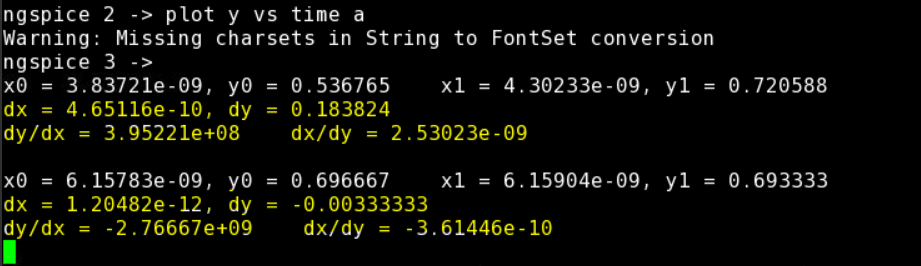 ngspice 2 -> plot y vs time a
Warning: Missing charsets in String to FontSet conversion
ngspice 3 ->
x0 = 3.83721e-09, y0 = 0.536765    x1 = 4.30233e-09, y1 = 0.720588
dx = 4.65116e-10, dy = 0.183824
dy/dx = 3.95221e+08    dx/dy = 2.53023e-09
x0 = 6.15783e-09, y0 = 0.696667    x1 = 6.15904e-09, y1 = 0.693333
dx = 1.20482e-12, dy = -0.00333333
dy/dx = -2.76667e+09    dx/dy = -3.61446e-10